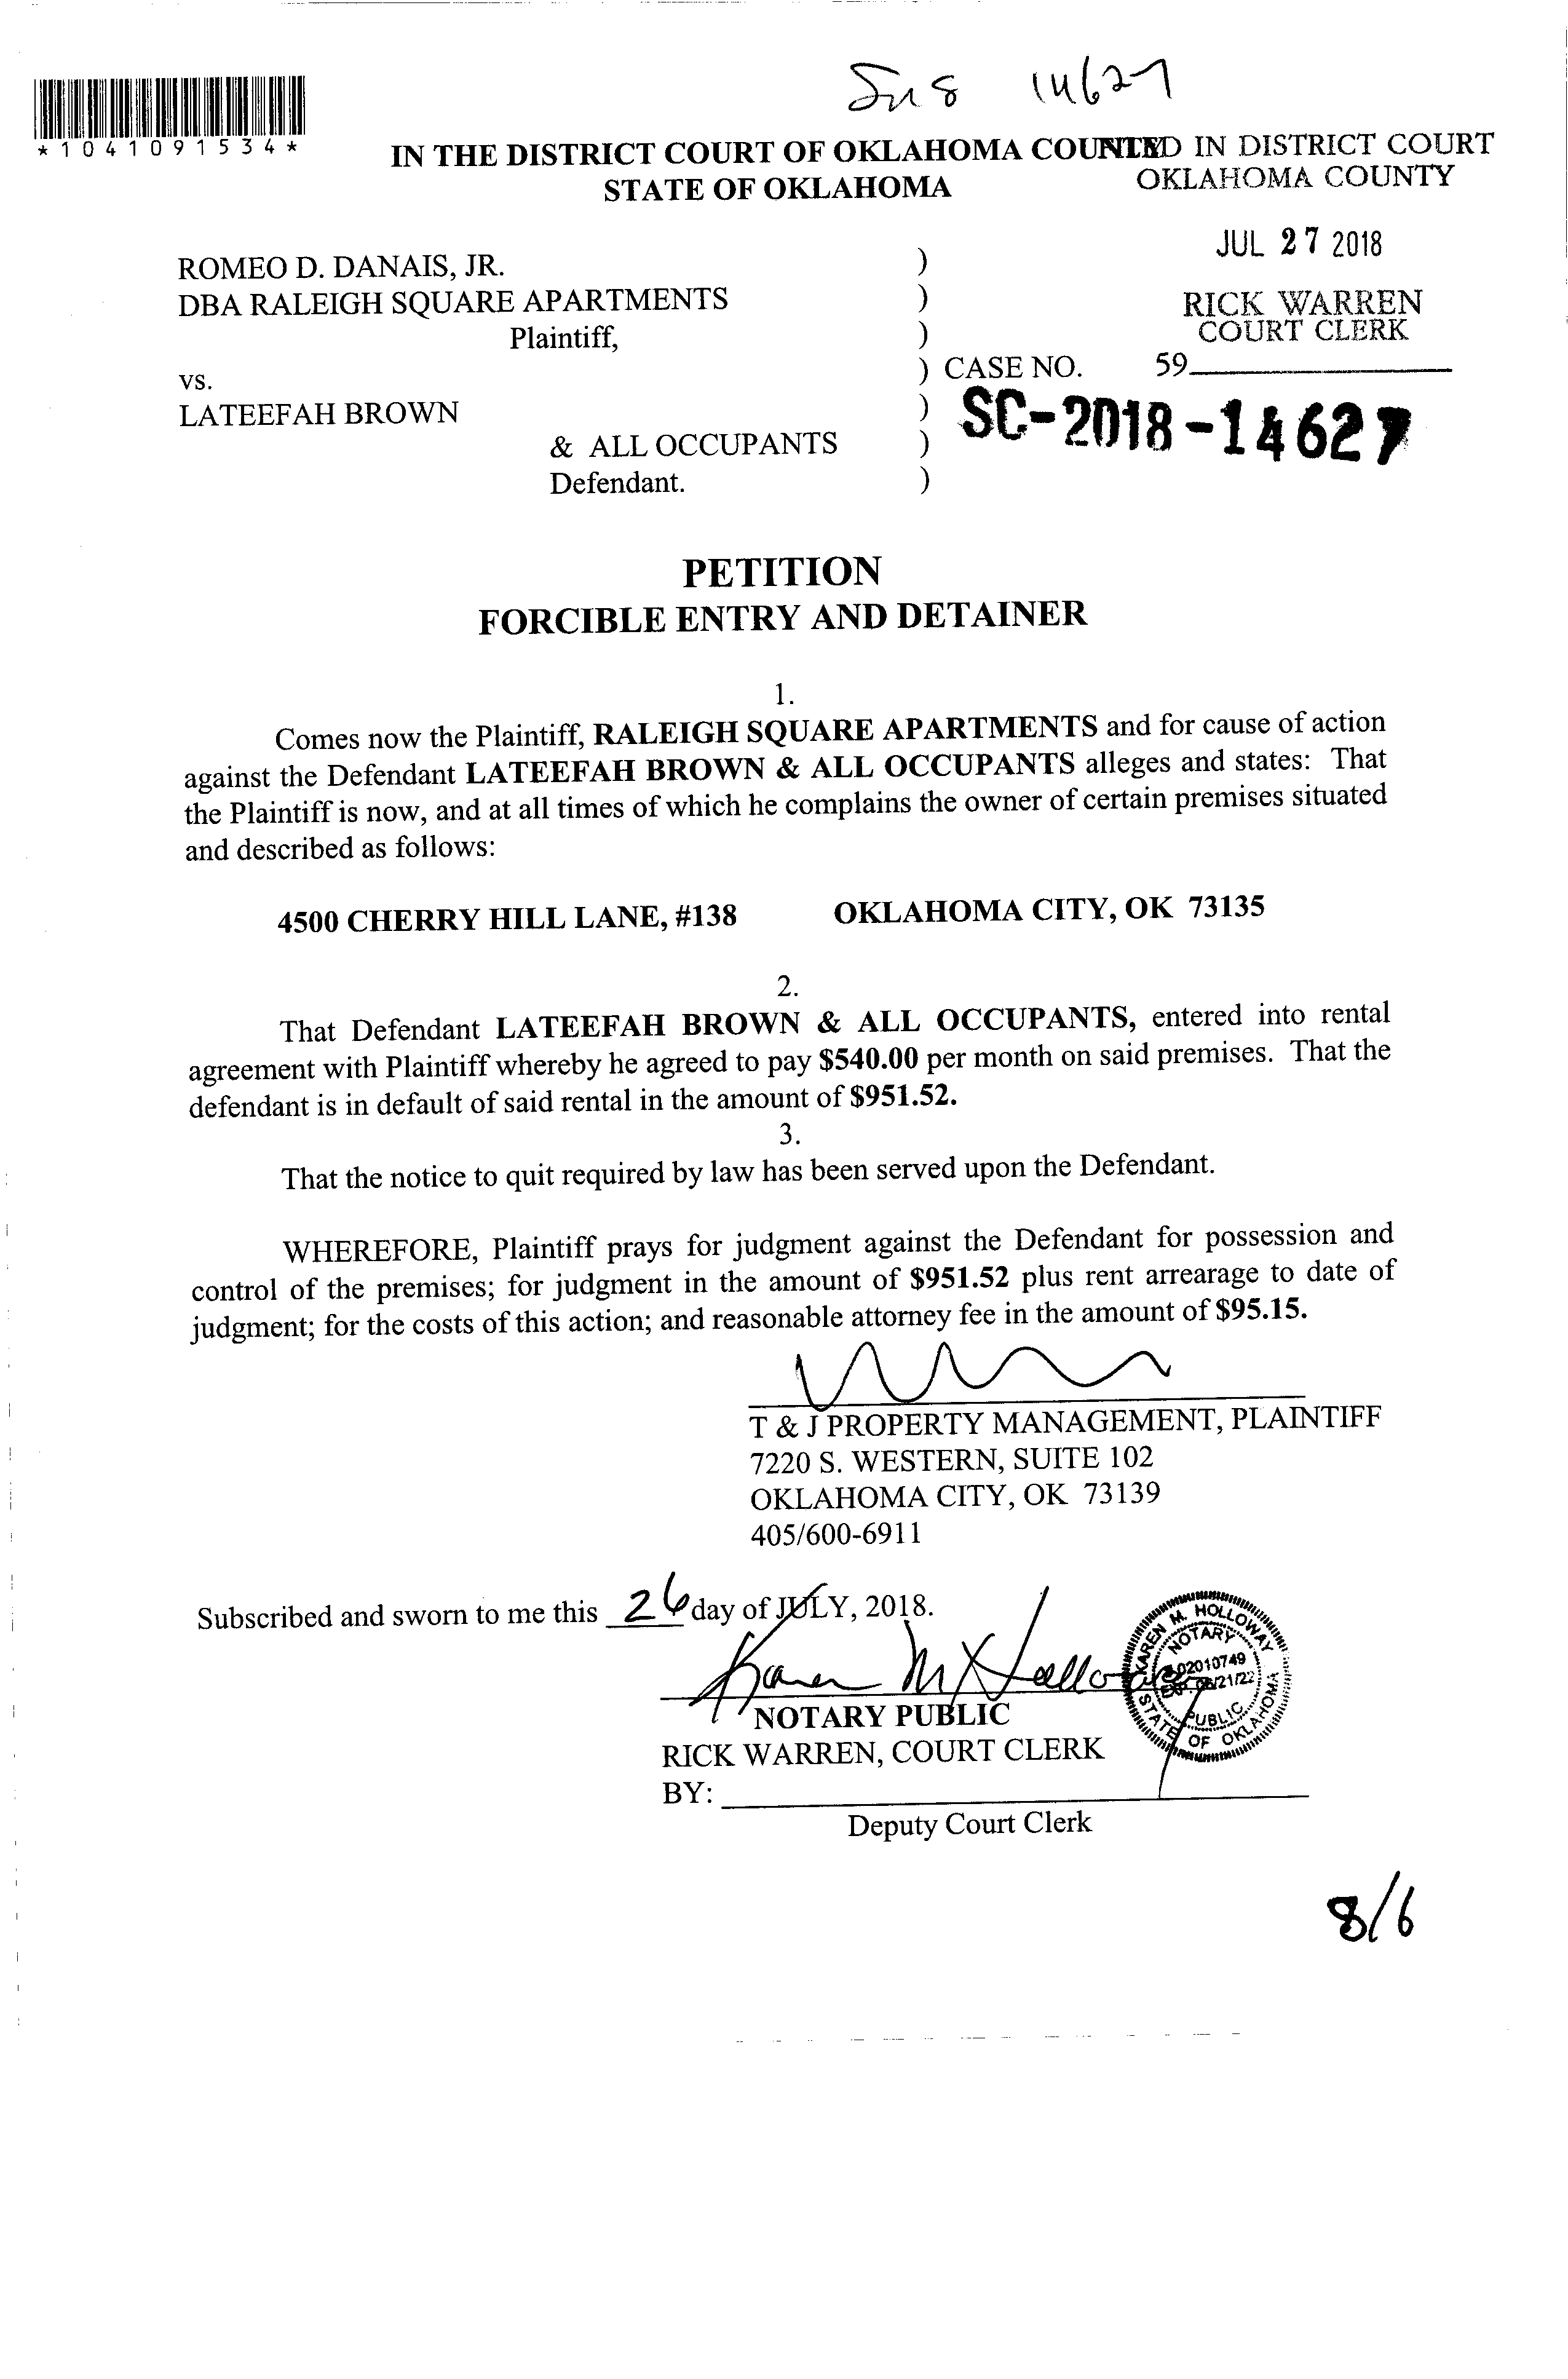 14627
*1041091534*
IN THE DISTRICT COURT OF OKLAHOMA COUNTY
STATE OF OKLAHOMA
FILED IN DISTRICT COURT
OKLAHOMA COUNTY
JUL 27 2018
RICK WARREN
COURT CLERK
59
ROMEO D. DANAIS, JR. )
DBA RALEIGH SQUARE APARTMENTS )
Plaintiff, )
vs. ) CASE NO.
LATEEFAH BROWN ) SC-2018-14627
& ALL OCCUPANTS )
Defendant. )
PETITION
FORCIBLE ENTRY AND DETAINER
1.
Comes now the Plaintiff, RALEIGH SQUARE APARTMENTS and for cause of action
against the Defendant LATEEFAH BROWN & ALL OCCUPANTS alleges and states: That
the Plaintiff is now, and at all times of which he complains the owner of certain premises situated
and described as follows:
4500 CHERRY HILL LANE, #138 OKLAHOMA CITY, OK 73135
2.
That Defendant LATEEFAH BROWN & ALL OCCUPANTS, entered into rental
agreement with Plaintiff whereby he agreed to pay $540.00 per month on said premises. That the
defendant is in default of said rental in the amount of $951.52.
3.
That the notice to quit required by law has been served upon the Defendant.
WHEREFORE, Plaintiff prays for judgment against the Defendant for possession and
control of the premises; for judgment in the amount of $951.52 plus rent arrearage to date of
judgment; for the costs of this action; and reasonable attorney fee in the amount of $95.15.
T & J PROPERTY MANAGEMENT, PLAINTIFF
7220 S. WESTERN, SUITE 102
OKLAHOMA CITY, OK 73139
405/600-6911
Subscribed and sworn to me this 26 day of JULY, 2018.
Karen M Holloway
KAREN M. HOLLOWAY
NOTARY
02010749
EXP.
21/22
PUBLIC
STATE OF OKLAHOMA
NOTARY PUBLIC
RICK WARREN, COURT CLERK
BY:
Deputy Court Clerk
8/6